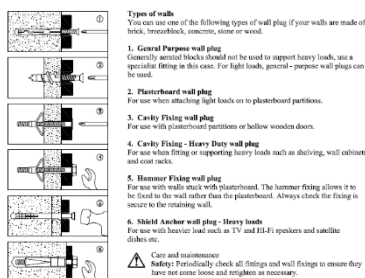 Types of walls
You can use one of the following types of wall plug if your walls are made of
brick, breezeblock, concrete, stone or wood.
1. Genral Purpose wall plug
Generally aerated blocks should not be used to support heavy loads, use a
specialist fitting in this case. For light loads, general - purpose wall plugs can
be used.
2. Plasterboard wall plug
For use when attaching light loads on to plasterboard partitions.
3. Cavity Fixing wall plug
For use with plasterboard partitions or hollow wooden doors.
4. Cavity Fixing - Heavy Duty wall plug
For use when fitting or supporting heavy loads such as shelving, wall cabinets
and coat racks.
5. Hammer Fixing wall plug
For use with walls stuck with plasterboard. The hammer fixing allows it to
be fixed to the wall rather than the plasterboard. Always check the fixing is
secure to the retaining wall.
6. Shield Anchor wall plug - Heavy loads
For use with heavier load such as TV and HI-Fi speakers and satellite
dishes etc.
Care and maintenance
Safety: Periodically check all fittings and wall fixings to ensure they
have not come loose and retighten as necessary.
1
2
3
4
5
6